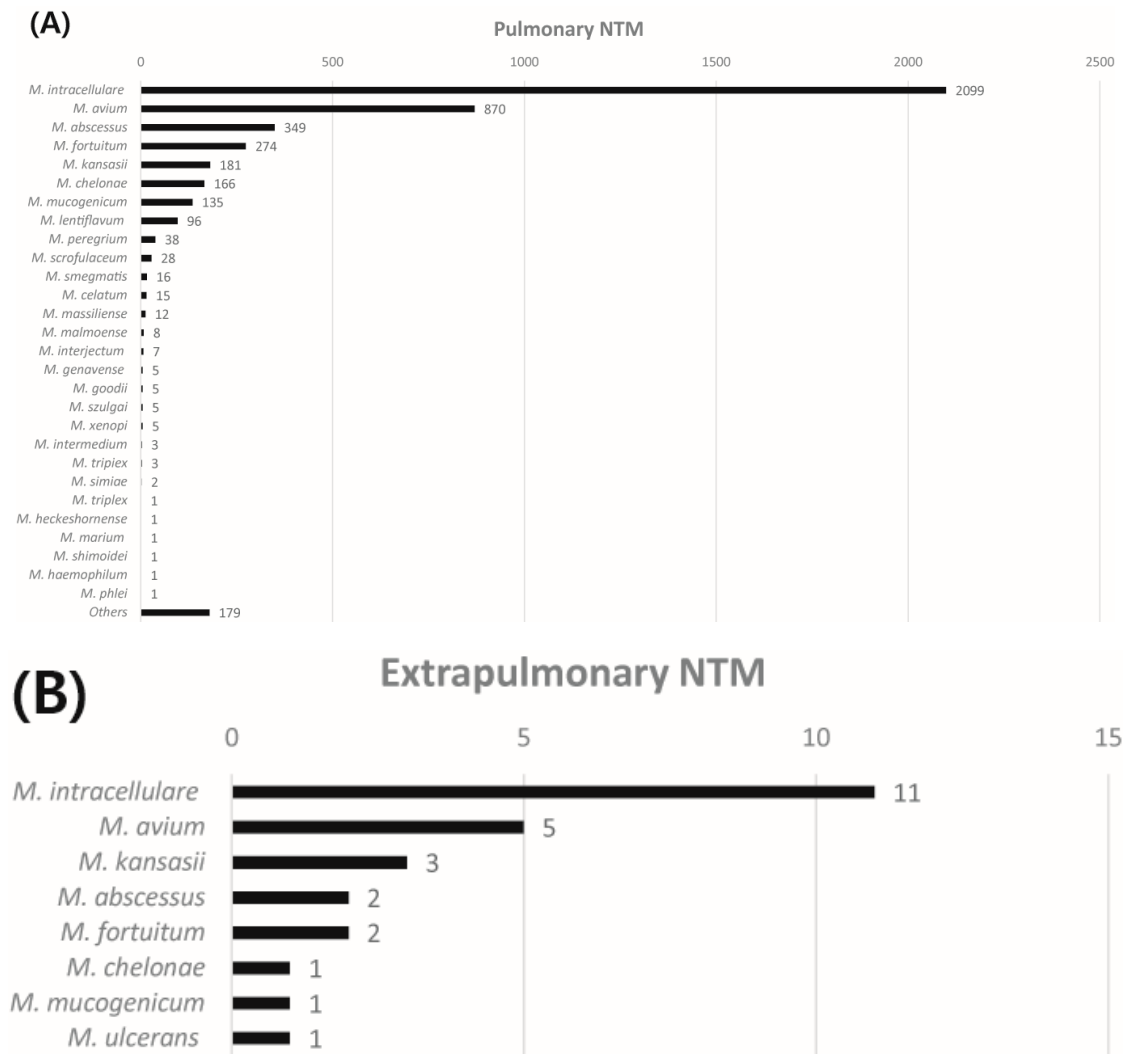 (A)
Pulmonary NTM
0 500 1000 1500 2000 2500
M. intracellulare 2099
M. avium 870
M. abscessus 349
M. fortuitum 274
M. kansasii 181
M. chelonae 166
M. mucogenicum 135
M. lentiflavum 96
M. peregrium 38
M. scrofulaceum 28
M. smegmatis 16
M. celatum 15
M. massiliense 12
M. malmoense 8
M. interjectum 7
M. genavense 5
M. goodii 5
M. szulgai 5
M. xenopi 5
M. intermedium 3
M. tripiex 3
M. simiae 2
M. triplex 1
M. heckeshornense 1
M. marium 1
M. shimoidei 1
M. haemophilum 1
M. phlei 1
Others 179
(B)
Extrapulmonary NTM
0 5 10 15
M. intracellulare 11
M. avium 5
M. kansasii 3
M. abscessus 2
M. fortuitum 2
M. chelonae 1
M. mucogenicum 1
M. ulcerans 1